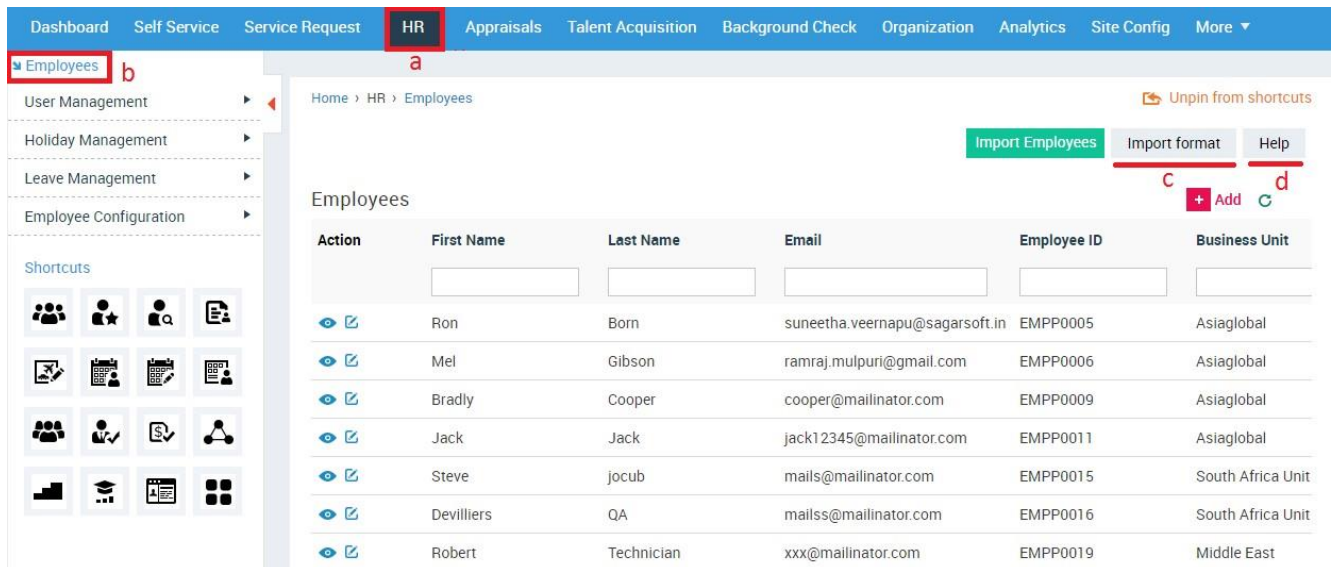 Dashboard Self Service Service Request HR Appraisals Talent Acquisition Background Check Organization Analytics Site Config More
a
Employees
b
User Management
Holiday Management
Leave Management
Employee Configuration
Shortcuts
Home › HR › Employees
Unpin from shortcuts
Import Employees Import format Help
c d
Employees
+ Add
Action First Name Last Name Email Employee ID Business Unit
Ron Born suneetha.veernapu@sagarsoft.in EMPP0005 Asiaglobal
Mel Gibson ramraj.mulpuri@gmail.com EMPP0006 Asiaglobal
Bradly Cooper cooper@mailinator.com EMPP0009 Asiaglobal
Jack Jack jack12345@mailinator.com EMPP0011 Asiaglobal
Steve jocub mails@mailinator.com EMPP0015 South Africa Unit
Devilliers QA mailss@mailinator.com EMPP0016 South Africa Unit
Robert Technician xxx@mailinator.com EMPP0019 Middle East